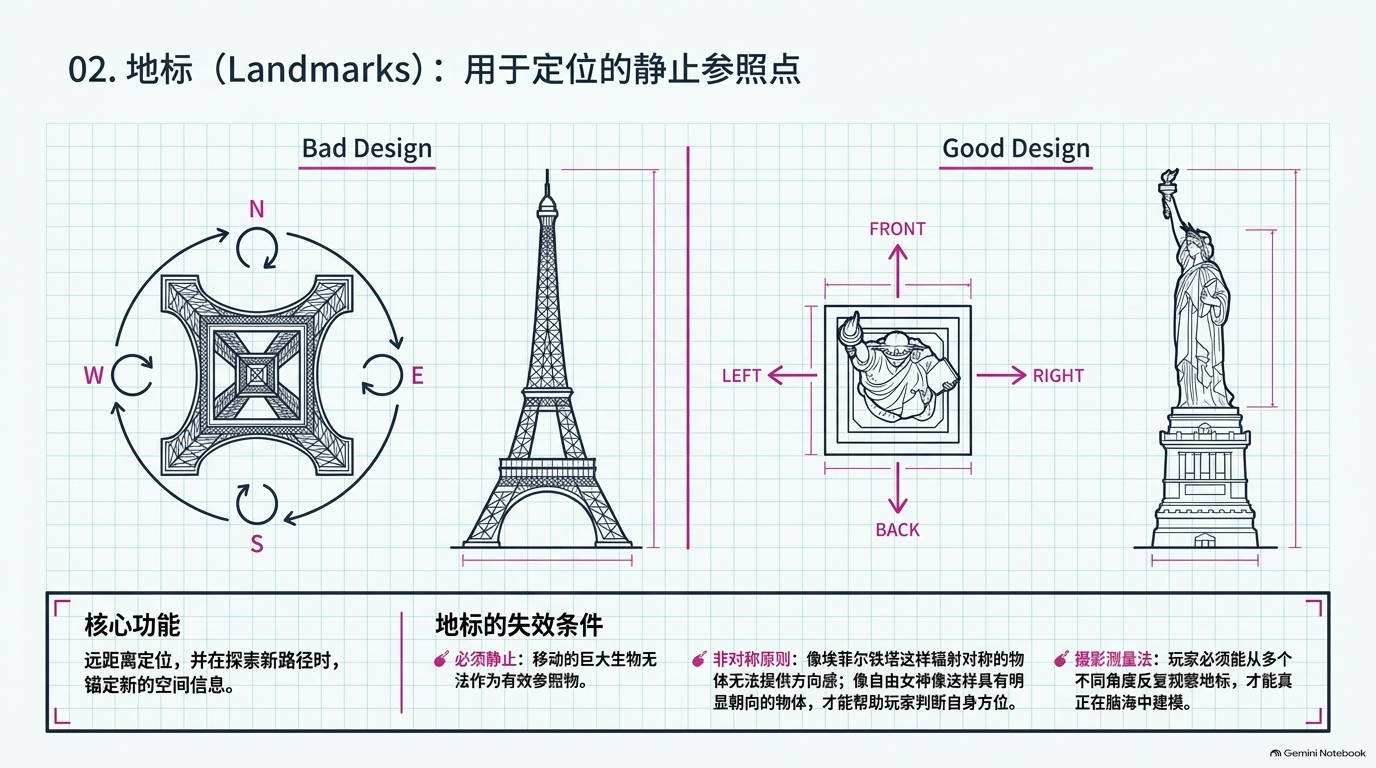 02. 地标（Landmarks）：用于定位的静止参照点
Bad Design
N
W
E
S
Good Design
FRONT
LEFT
RIGHT
BACK
核心功能
远距离定位，并在探索新路径时，
锚定新的空间信息。
地标的失效条件
必须静止：移动的巨大生物无
法作为有效参照物。
非对称原则：像埃菲尔铁塔这样辐射对称的物
体无法提供方向感；像自由女神像这样具有明
显朝向的物体，才能帮助玩家判断自身方位。
摄影测量法：玩家必须能从多个
不同角度反复观察地标，才能真
正在脑海中建模。
Gemini Notebook